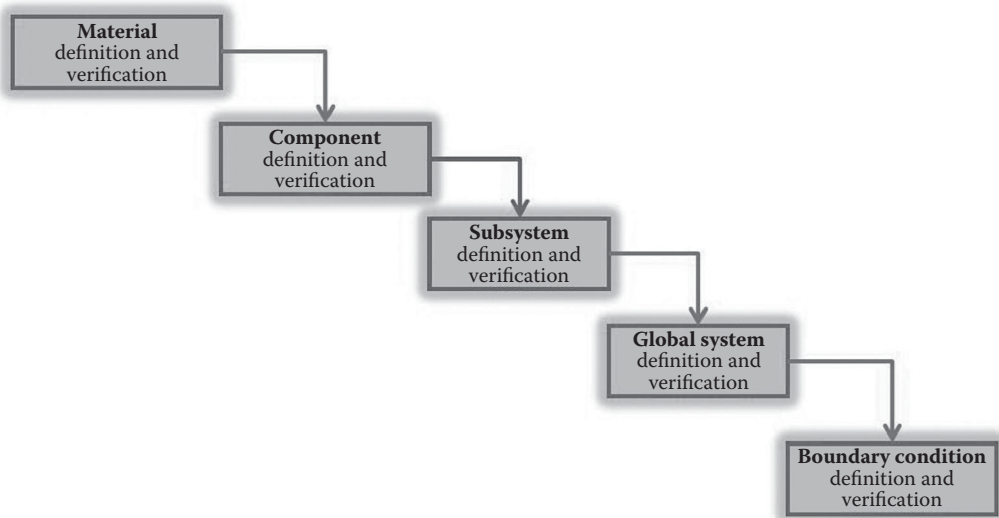 Material
definition and
verification
Component
definition and
verification
Subsystem
definition and
verification
Global system
definition and
verification
Boundary condition
definition and
verification